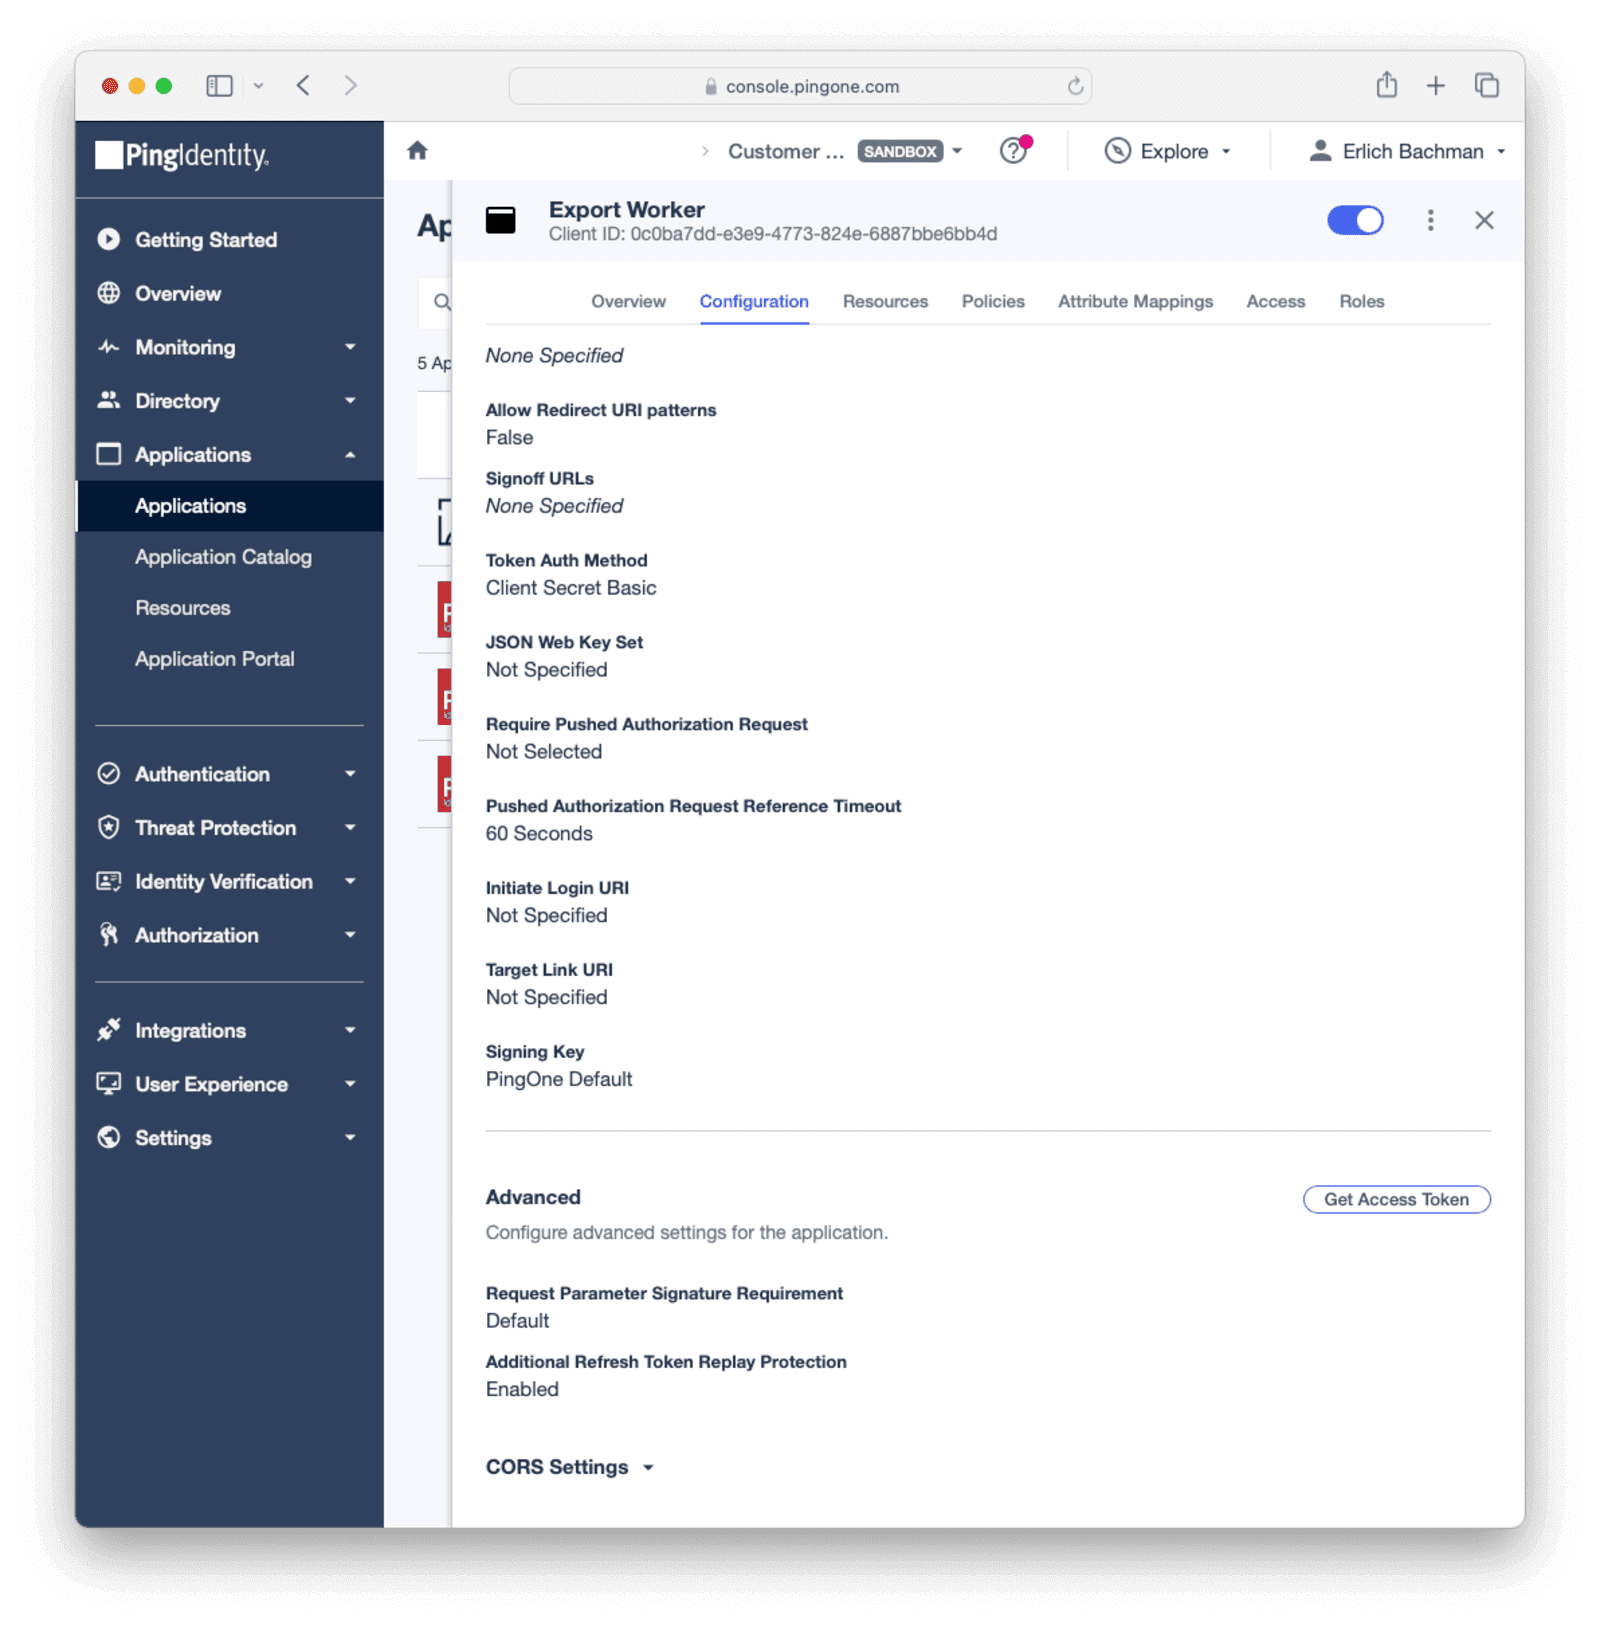 console.pingone.com
PingIdentity.
Customer ... SANDBOX
Explore
Erlich Bachman
Getting Started
Overview
Monitoring
Directory
Applications
Applications
Application Catalog
Resources
Application Portal
Authentication
Threat Protection
Identity Verification
Authorization
Integrations
User Experience
Settings
Ap
5 Ap
Export Worker
Client ID: 0c0ba7dd-e3e9-4773-824e-6887bbe6bb4d
Overview Configuration Resources Policies Attribute Mappings Access Roles
None Specified
Allow Redirect URI patterns
False
Signoff URLs
None Specified
Token Auth Method
Client Secret Basic
JSON Web Key Set
Not Specified
Require Pushed Authorization Request
Not Selected
Pushed Authorization Request Reference Timeout
60 Seconds
Initiate Login URI
Not Specified
Target Link URI
Not Specified
Signing Key
PingOne Default
Advanced
Get Access Token
Configure advanced settings for the application.
Request Parameter Signature Requirement
Default
Additional Refresh Token Replay Protection
Enabled
CORS Settings